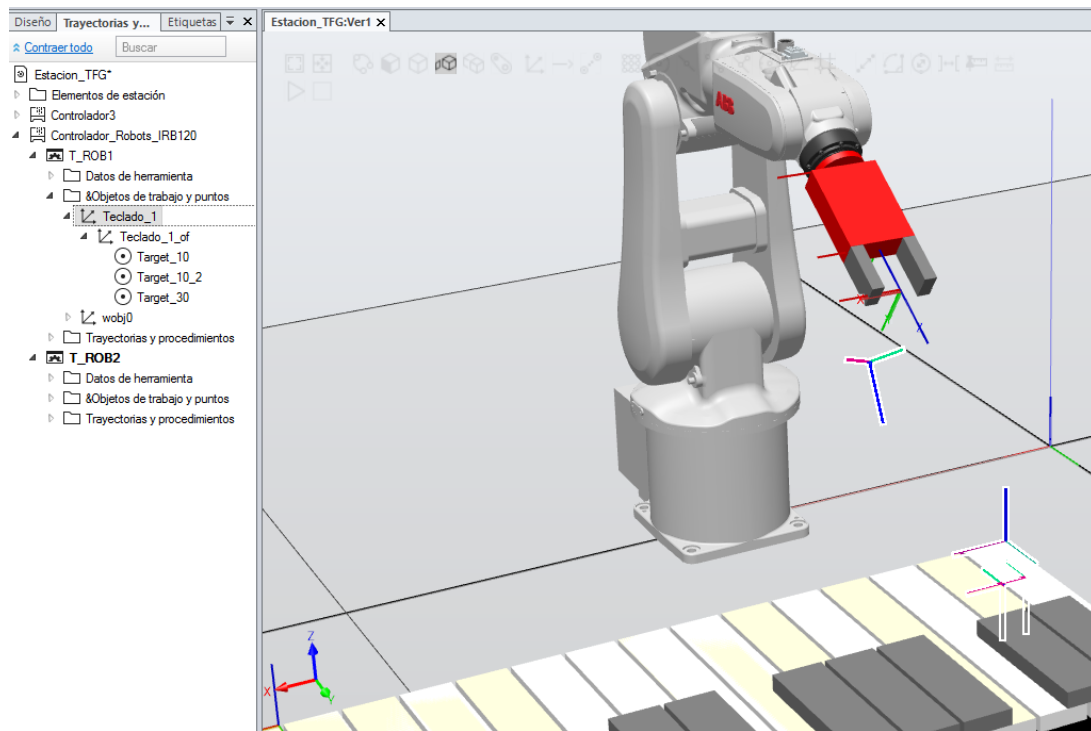 Diseño Trayectorias y... Etiquetas
Contraer todo Buscar
Estacion_TFG*
Elementos de estación
Controlador3
Controlador_Robots_IRB120
T_ROB1
Datos de herramienta
&Objetos de trabajo y puntos
Teclado_1
Teclado_1_of
Target_10
Target_10_2
Target_30
wobj0
Trayectorias y procedimientos
T_ROB2
Datos de herramienta
&Objetos de trabajo y puntos
Trayectorias y procedimientos
Estacion_TFG:Ver1
ABB
X
Z
X
Y